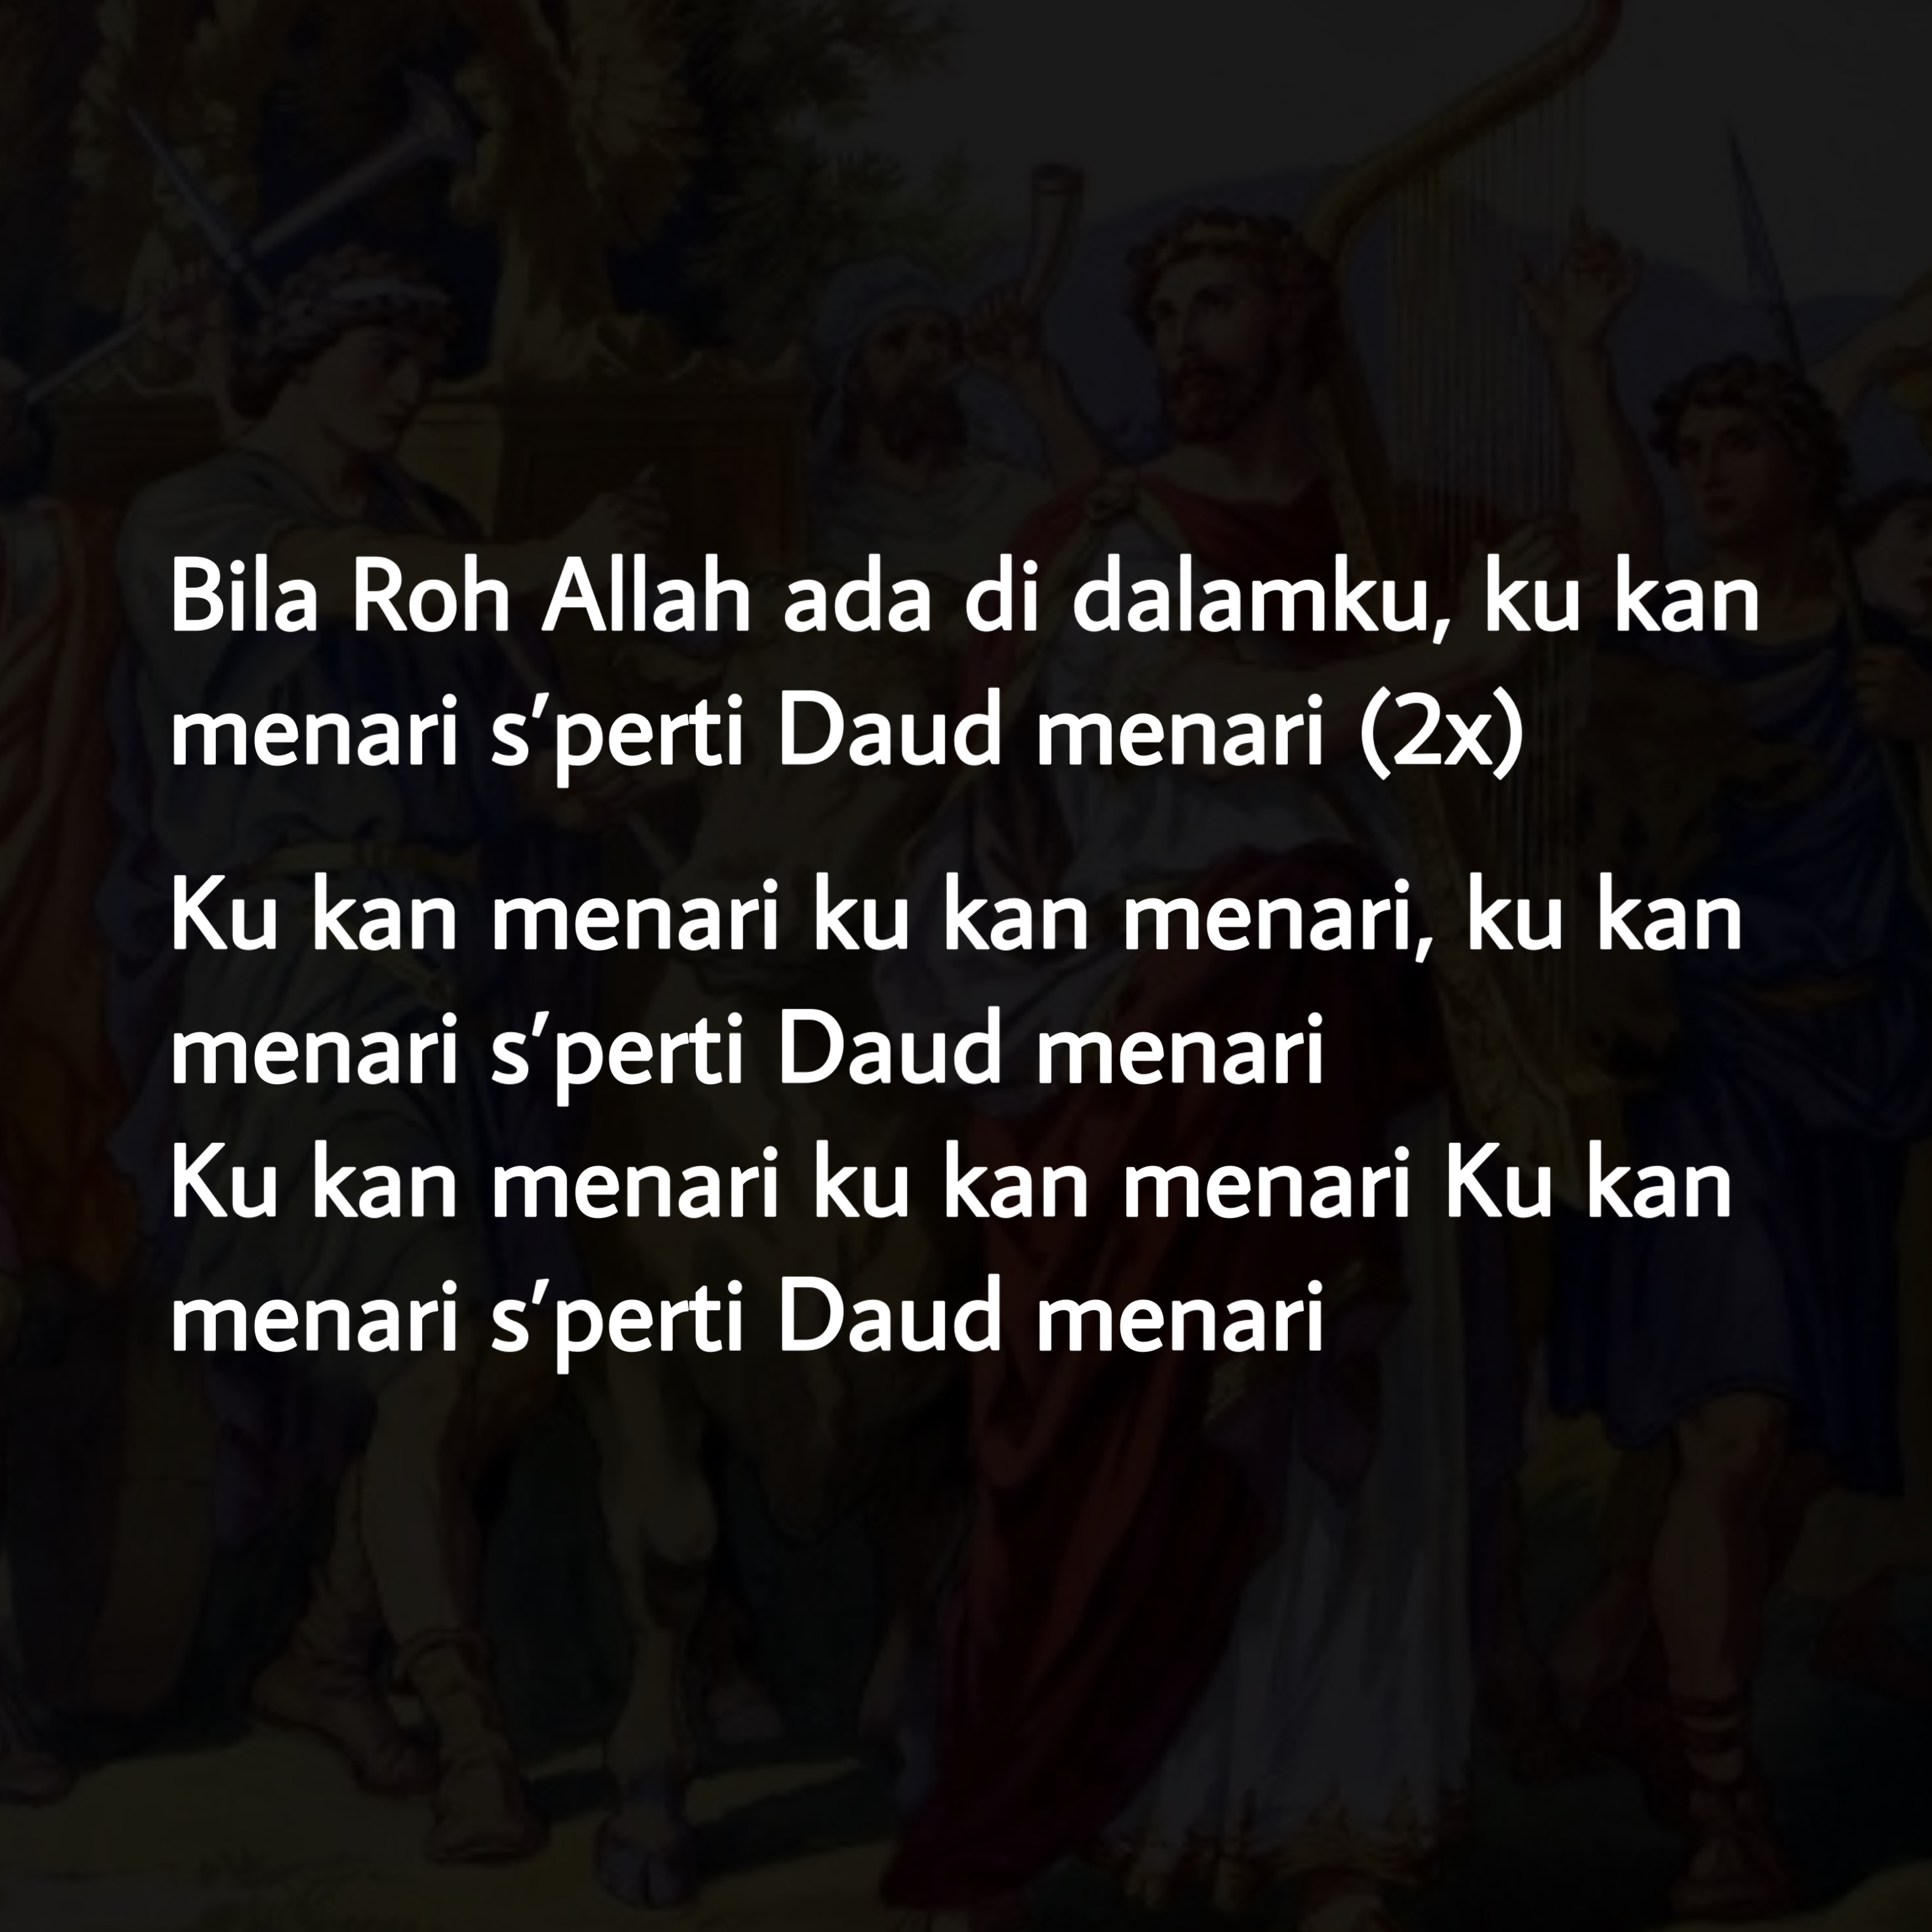 Bila Roh Allah ada di dalamku, ku kan
menari s'perti Daud menari (2x)
Ku kan menari ku kan menari, ku kan
menari s'perti Daud menari
Ku kan menari ku kan menari Ku kan
menari s'perti Daud menari